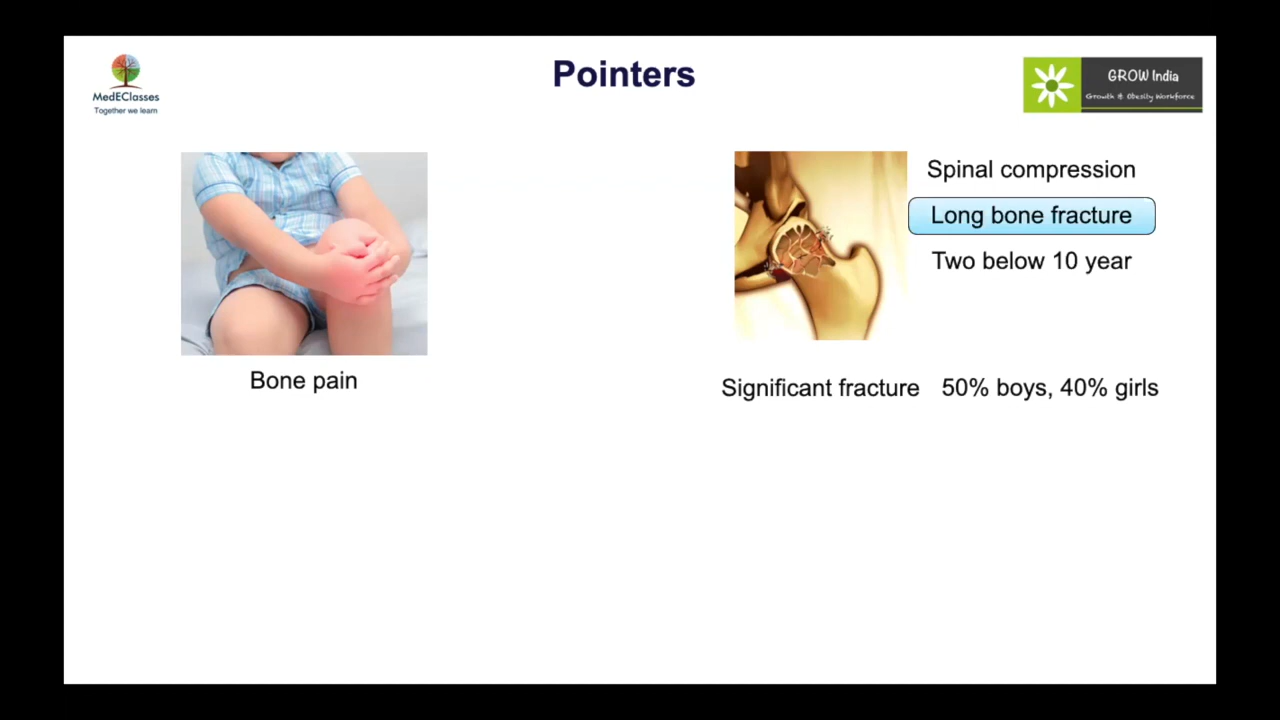 Pointers
MedEClasses
Together we learn
GROW India
Growth & Obesity Workforce
Bone pain
Spinal compression
Long bone fracture
Two below 10 year
Significant fracture 50% boys, 40% girls